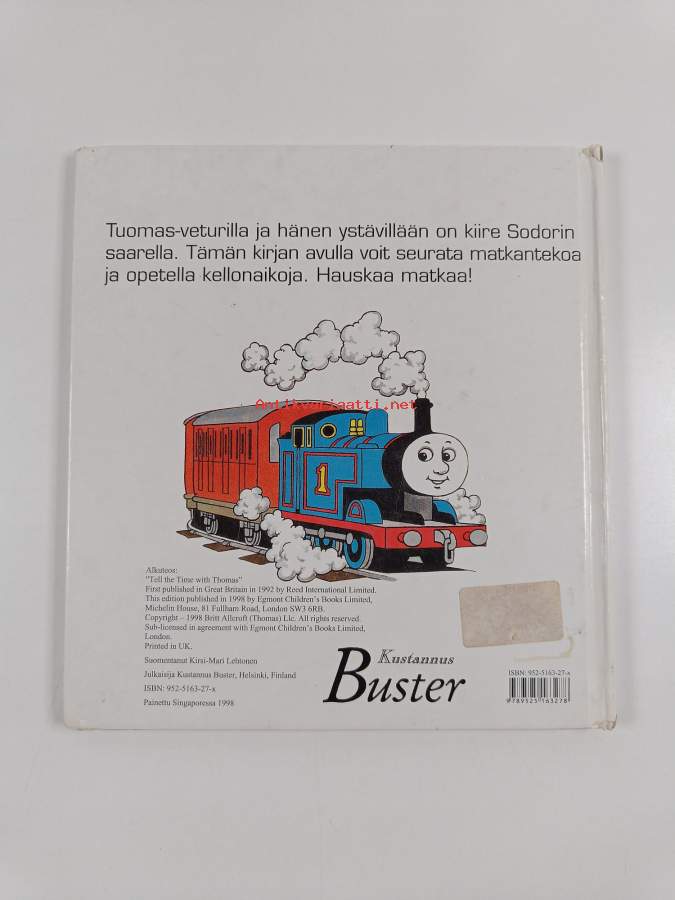 Tuomas-veturilla ja hänen ystävillään on kiire Sodorin
saarella. Tämän kirjan avulla voit seurata matkantekoa
ja opetella kellonaikoja. Hauskaa matkaa!
Antikvariaatti.net
1
Alkuteos:
"Tell the Time with Thomas"
First published in Great Britain in 1992 by Reed International Limited.
This edition published in 1998 by Egmont Children's Books Limited,
Michelin House, 81 Fullham Road, London SW3 6RB.
Copyright – 1998 Britt Allcruft (Thomas) Llc. All rights reserved.
Sub-licensed in agreement with Egmont Children's Books Limited,
London.
Printed in UK.
Suomentanut Kirsi-Mari Lehtonen
Julkaisija Kustannus Buster, Helsinki, Finland
ISBN: 952-5163-27-x
Painettu Singaporessa 1998
Kustannus
Buster
ISBN: 952-5163-27-x
9789525163278